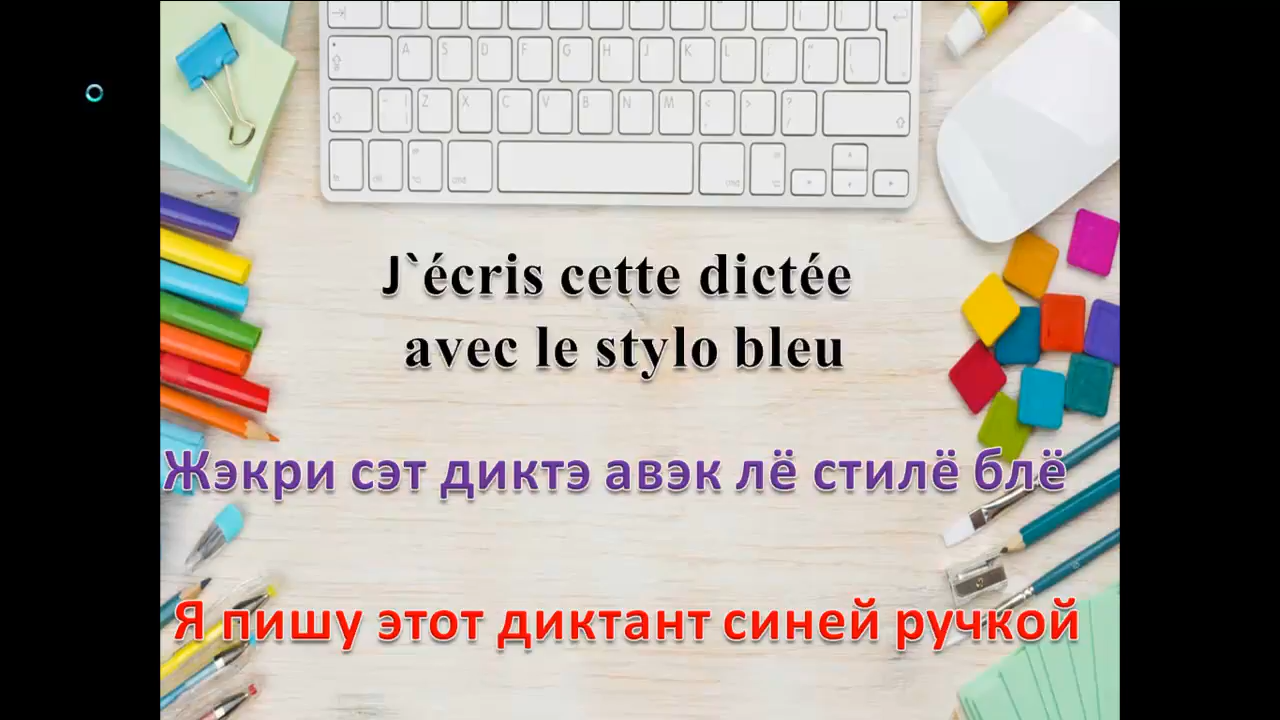 J`écris cette dictée
avec le stylo bleu
Жэкри сэт диктэ авэк лё стилё блё
Я пишу этот диктант синей ручкой